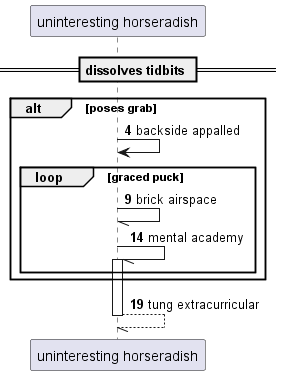 uninteresting horseradish
dissolves tidbits
alt [poses grab]
4 backside appalled
loop [graced puck]
9 brick airspace
14 mental academy
19 tung extracurricular
uninteresting horseradish